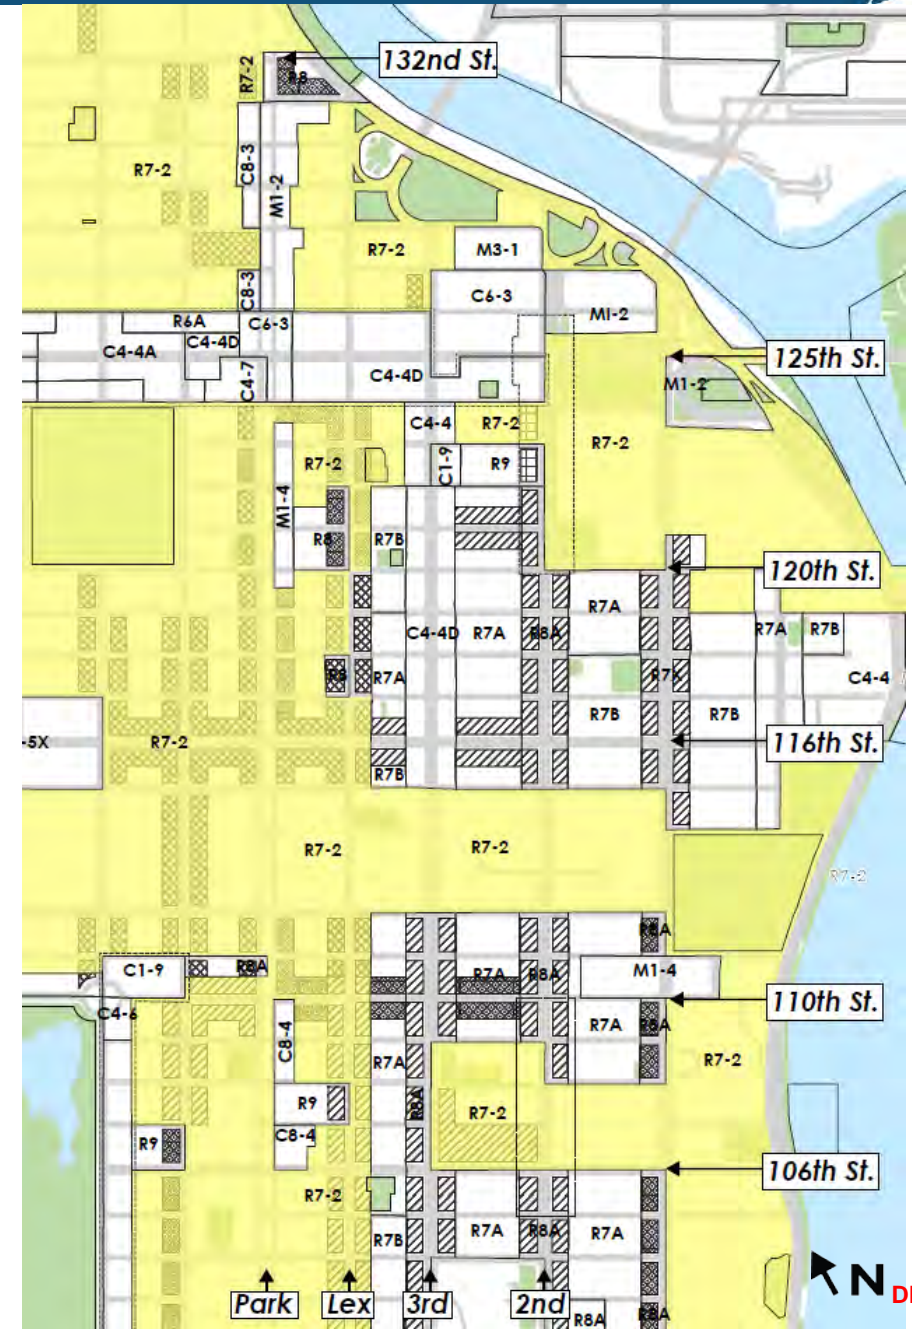 132nd St.
R7-2
R8
C8-3
R7-2
M1-2
R7-2
M3-1
C8-3
C6-3
MI-2
R6A
C6-3
C4-4A
C4-4D
C4-7
C4-4D
125th St.
M1-2
C4-4
R7-2
R7-2
R7-2
C1-9
R9
M1-4
R8
R7B
120th St.
R7A
C4-4D
R7A
R8A
R7A
R7B
R8
R7A
R7X
C4-4
R7B
R7B
-5X
R7-2
116th St.
R7B
R7-2
R7-2
R7-2
R8A
C1-9
R8A
R7A
R8A
M1-4
110th St.
C4-6
C8-4
R7A
R8A
R7A
R7-2
R9
R8A
R7-2
R9
C8-4
106th St.
R7-2
R7B
R7A
R8A
R7A
Park
Lex
3rd
2nd
R8A
R8A
N